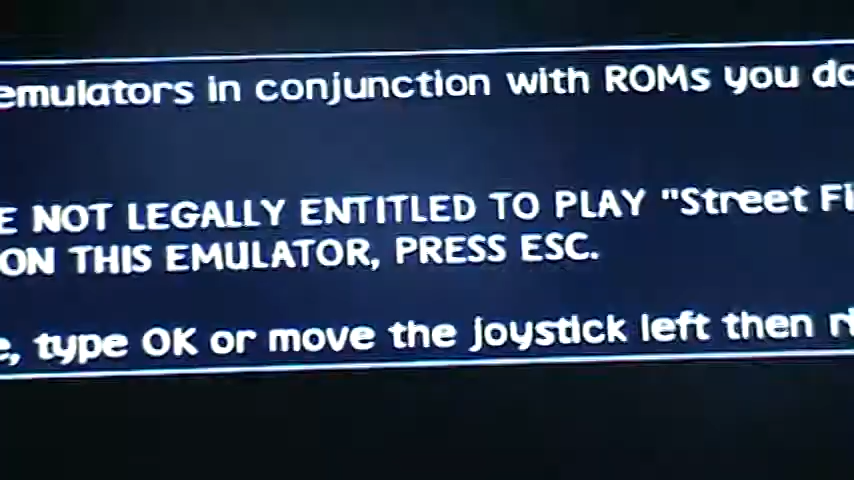 emulators in conjunction with ROMs you do
E NOT LEGALLY ENTITLED TO PLAY "Street Fi
ON THIS EMULATOR, PRESS ESC.
e, type OK or move the joystick left then ri